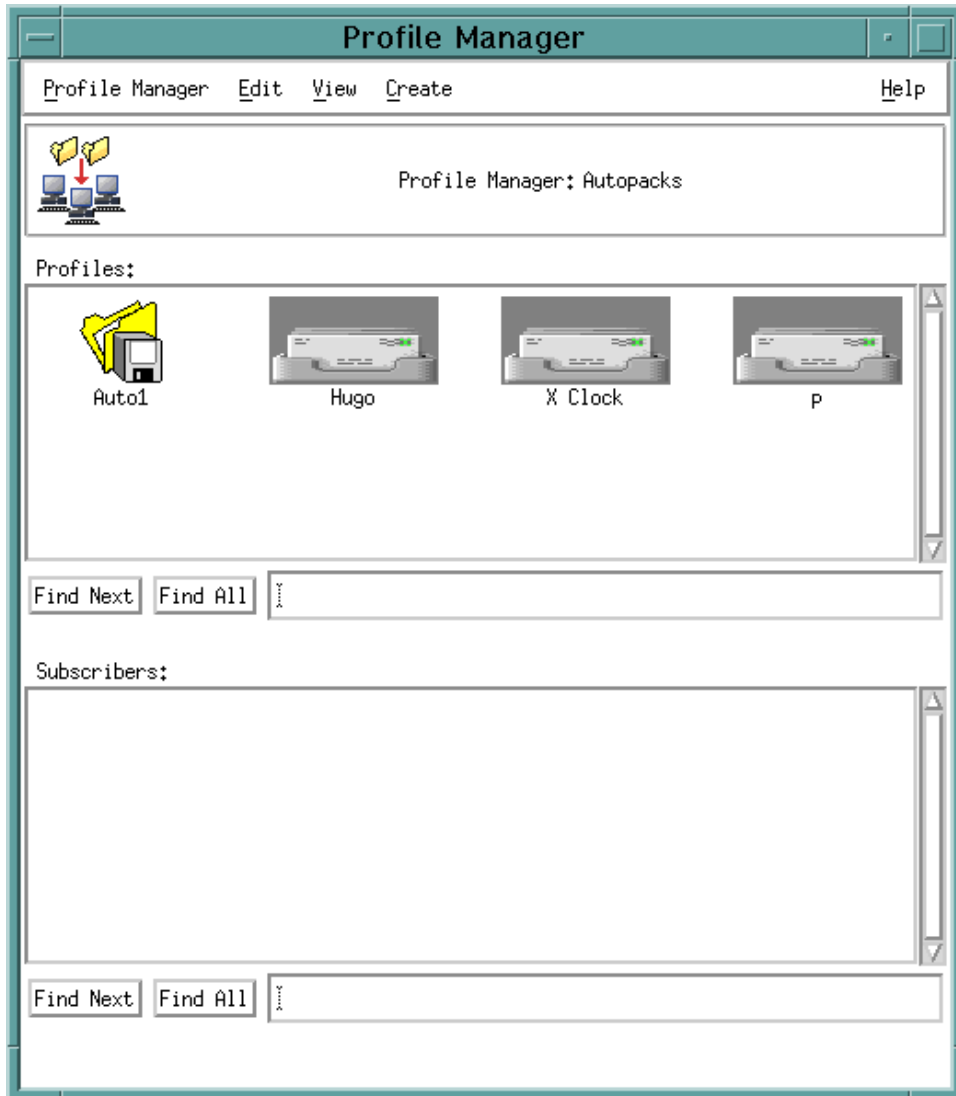 Profile Manager
Profile Manager Edit View Create Help
Profile Manager: Autopacks
Profiles:
Auto1 Hugo X Clock p
Find Next Find All
Subscribers:
Find Next Find All